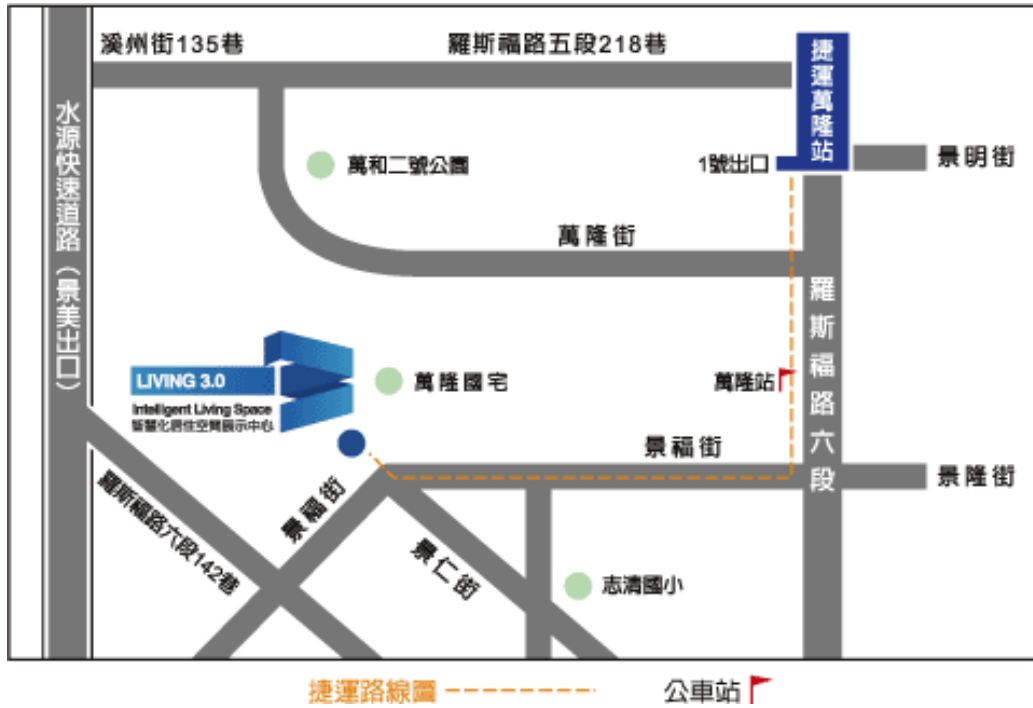 溪州街135巷
羅斯福路五段218巷
捷運萬隆站
水源快速道路(景美出口)
萬和二號公園
1號出口
景明街
萬隆街
羅斯福路六段
LIVING 3.0
Intelligent Living Space
智慧化居住空間展示中心
萬隆國宅
萬隆站
景福街
景隆街
羅斯福路六段142巷
景福街
景仁街
志清國小
捷運路線圖
公車站